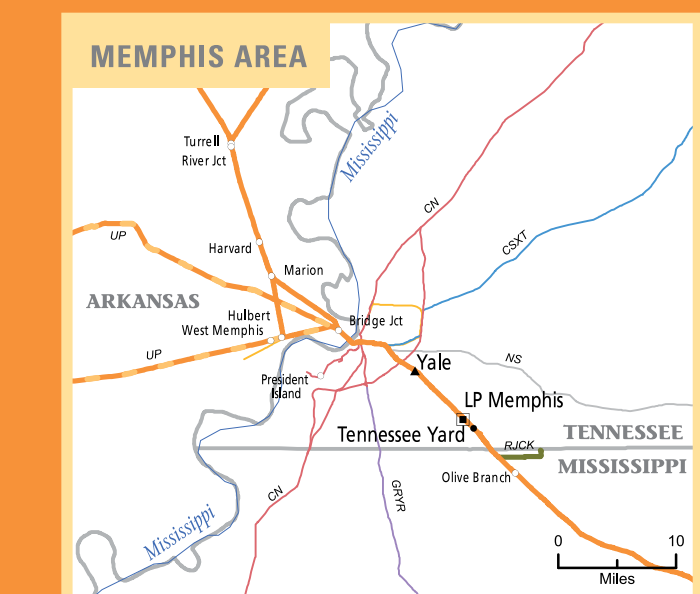 MEMPHIS AREA
Mississippi
Turrell
River Jct
CN
UP
Harvard
CSXT
Marion
ARKANSAS
Hulbert
West Memphis
Bridge Jct
UP
NS
Yale
President
Island
LP Memphis
Tennessee Yard
TENNESSEE
RJCK
MISSISSIPPI
Olive Branch
CN
GRYR
Mississippi
0 10
Miles